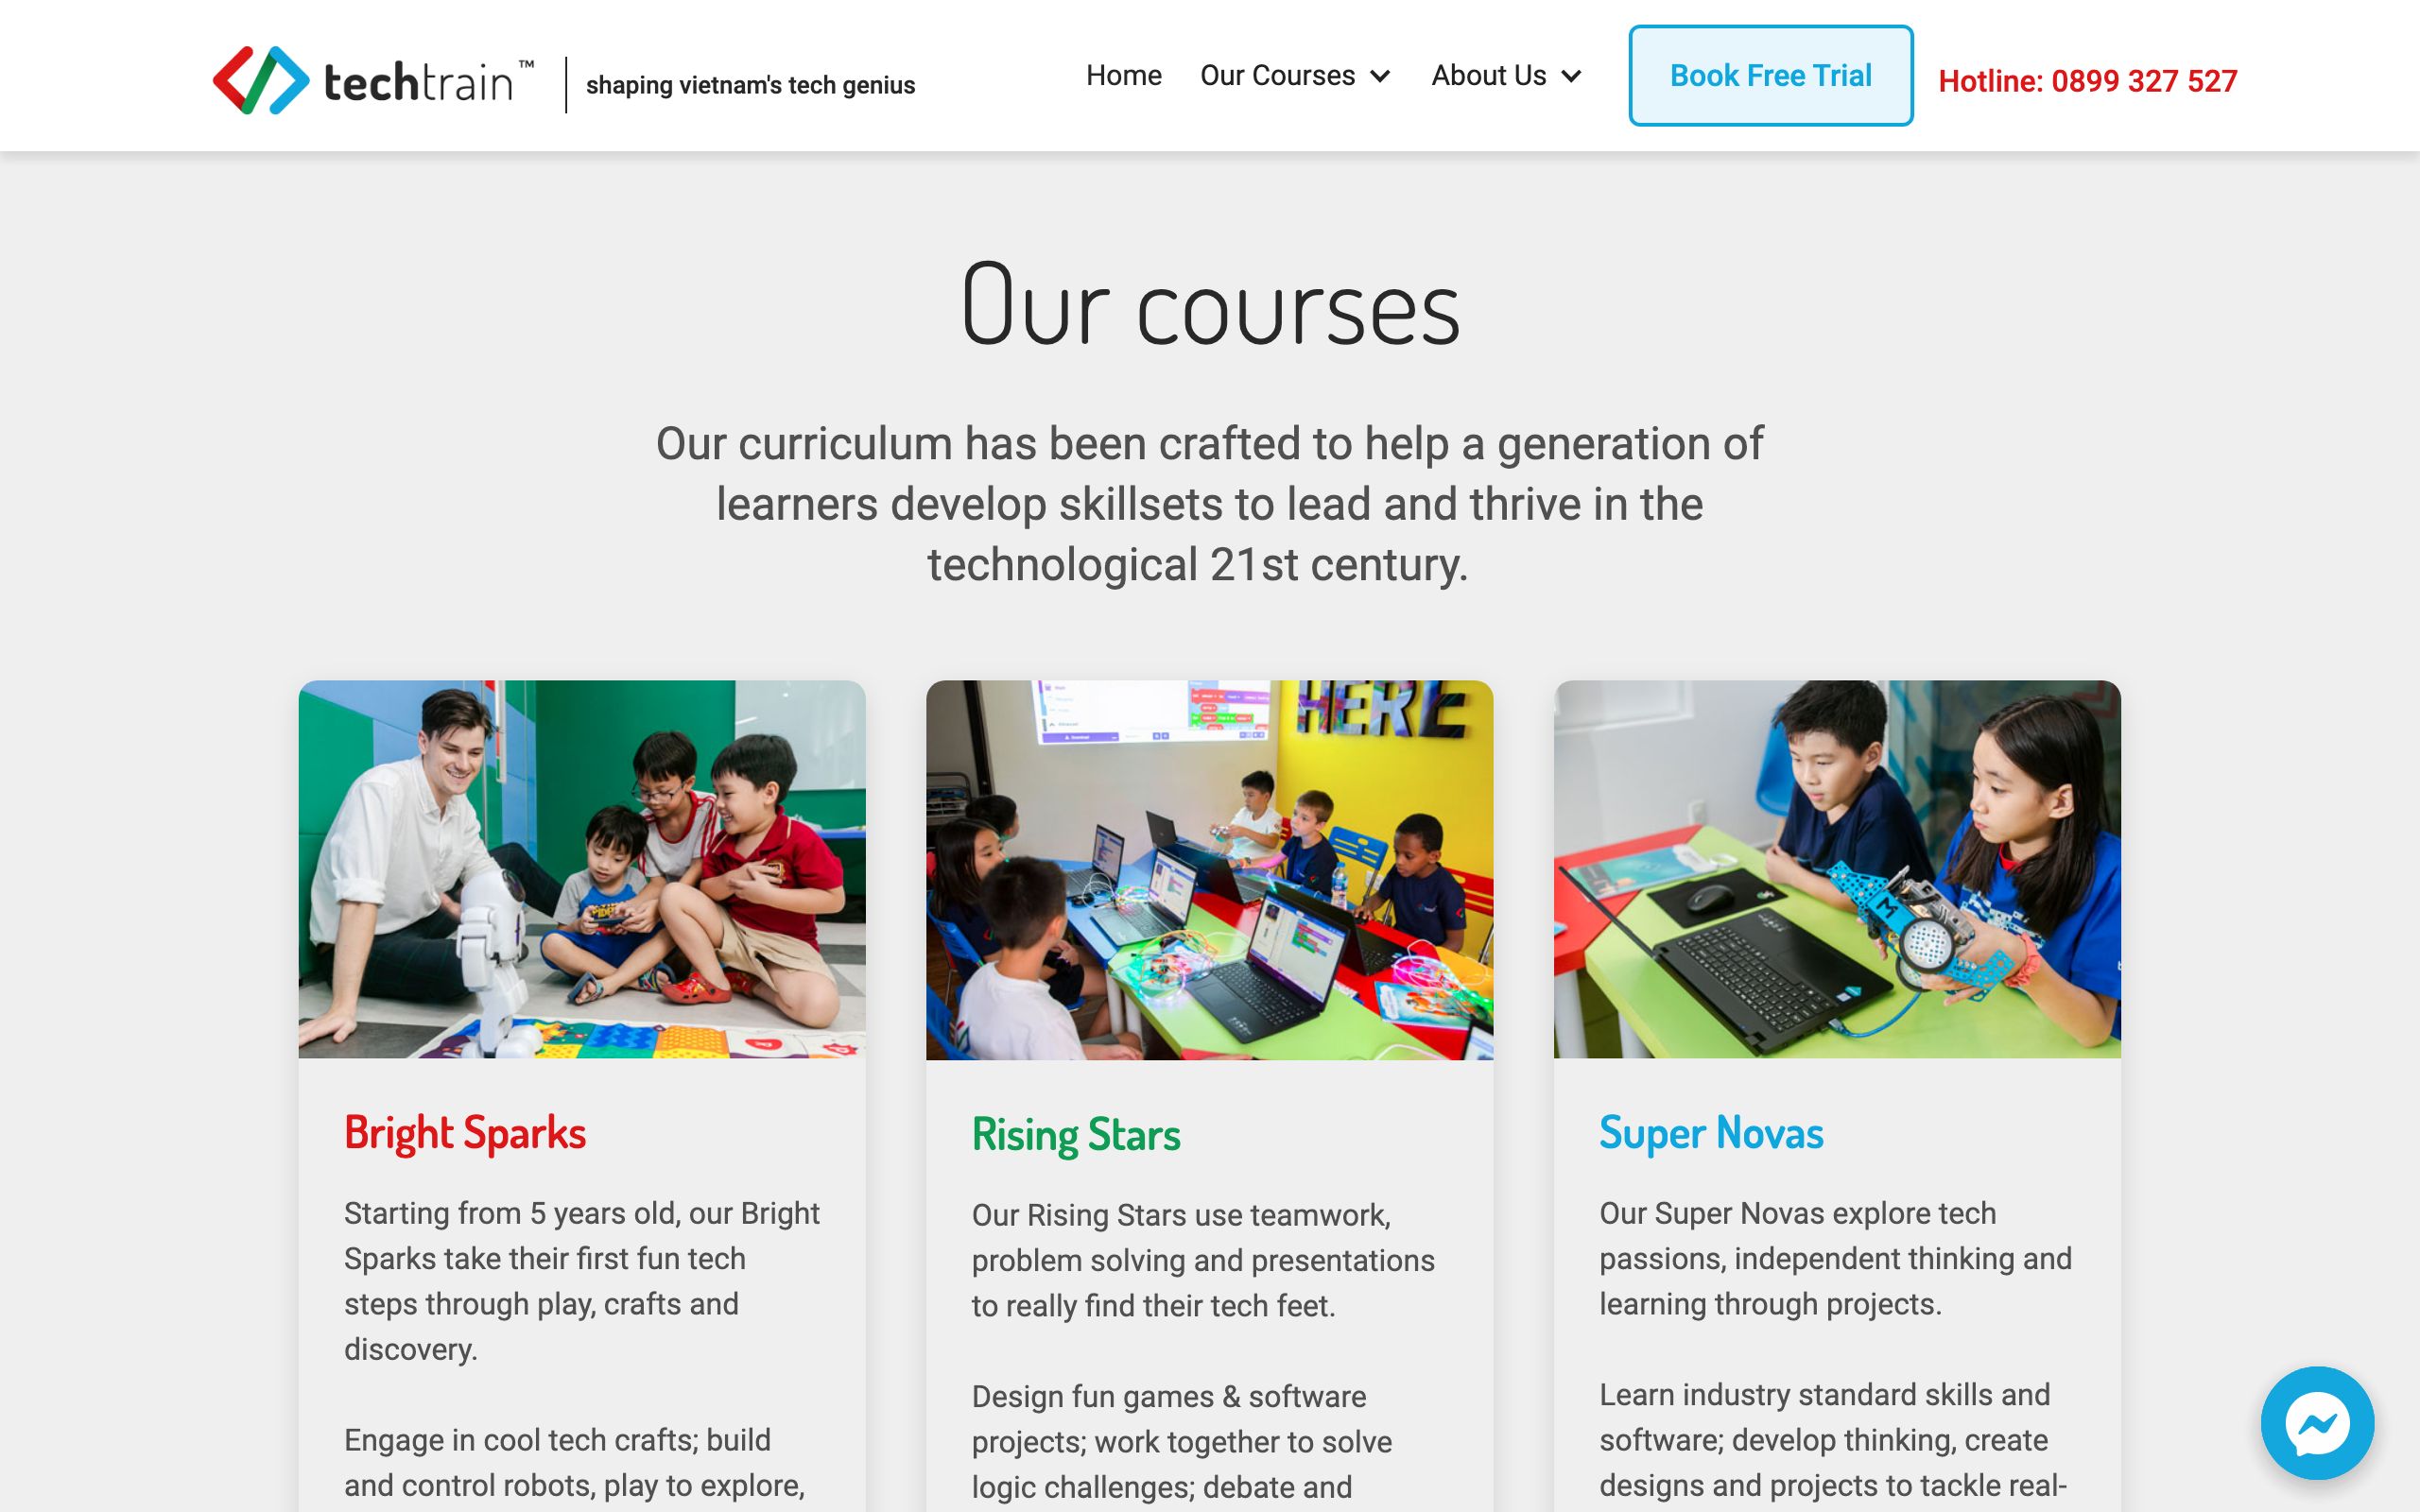 techtrain™
shaping vietnam's tech genius
Home
Our Courses
About Us
Book Free Trial
Hotline: 0899 327 527
Our courses
Our curriculum has been crafted to help a generation of
learners develop skillsets to lead and thrive in the
technological 21st century.
HERE
Bright Sparks
Starting from 5 years old, our Bright
Sparks take their first fun tech
steps through play, crafts and
discovery.
Engage in cool tech crafts; build
and control robots, play to explore,
Rising Stars
Our Rising Stars use teamwork,
problem solving and presentations
to really find their tech feet.
Design fun games & software
projects; work together to solve
logic challenges; debate and
Super Novas
Our Super Novas explore tech
passions, independent thinking and
learning through projects.
Learn industry standard skills and
software; develop thinking, create
designs and projects to tackle real-